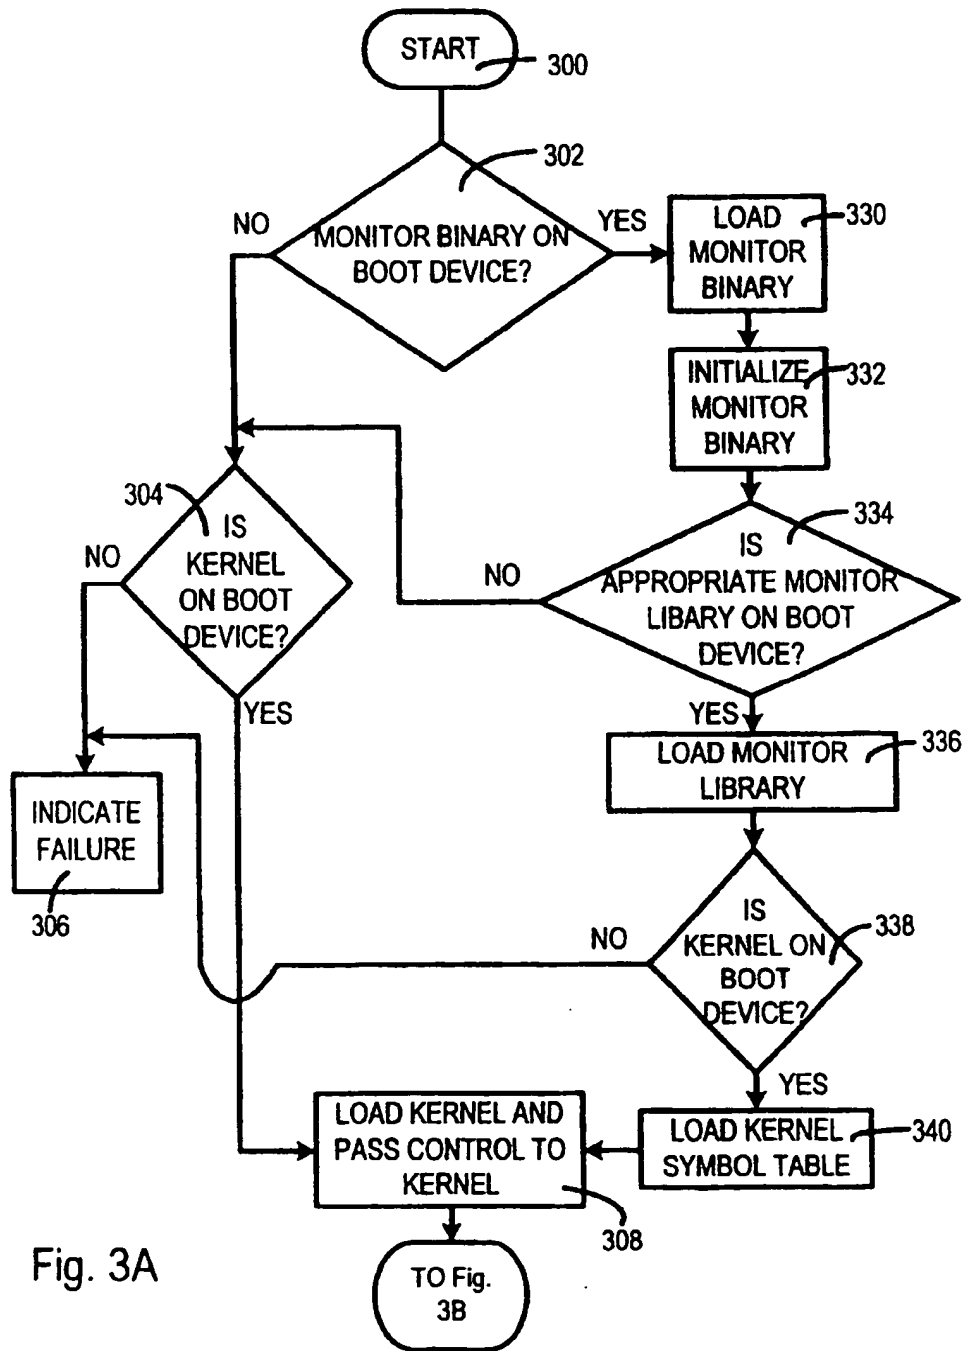 START
300
302
NO
MONITOR BINARY ON
BOOT DEVICE?
YES
LOAD
MONITOR
BINARY
330
INITIALIZE
MONITOR
BINARY
332
304
IS
KERNEL
ON BOOT
DEVICE?
NO
YES
334
IS
APPROPRIATE MONITOR
LIBARY ON BOOT
DEVICE?
NO
YES
LOAD MONITOR
LIBRARY
336
INDICATE
FAILURE
306
IS
KERNEL ON
BOOT
DEVICE?
338
NO
YES
LOAD KERNEL AND
PASS CONTROL TO
KERNEL
308
LOAD KERNEL
SYMBOL TABLE
340
TO Fig.
3B
Fig. 3A